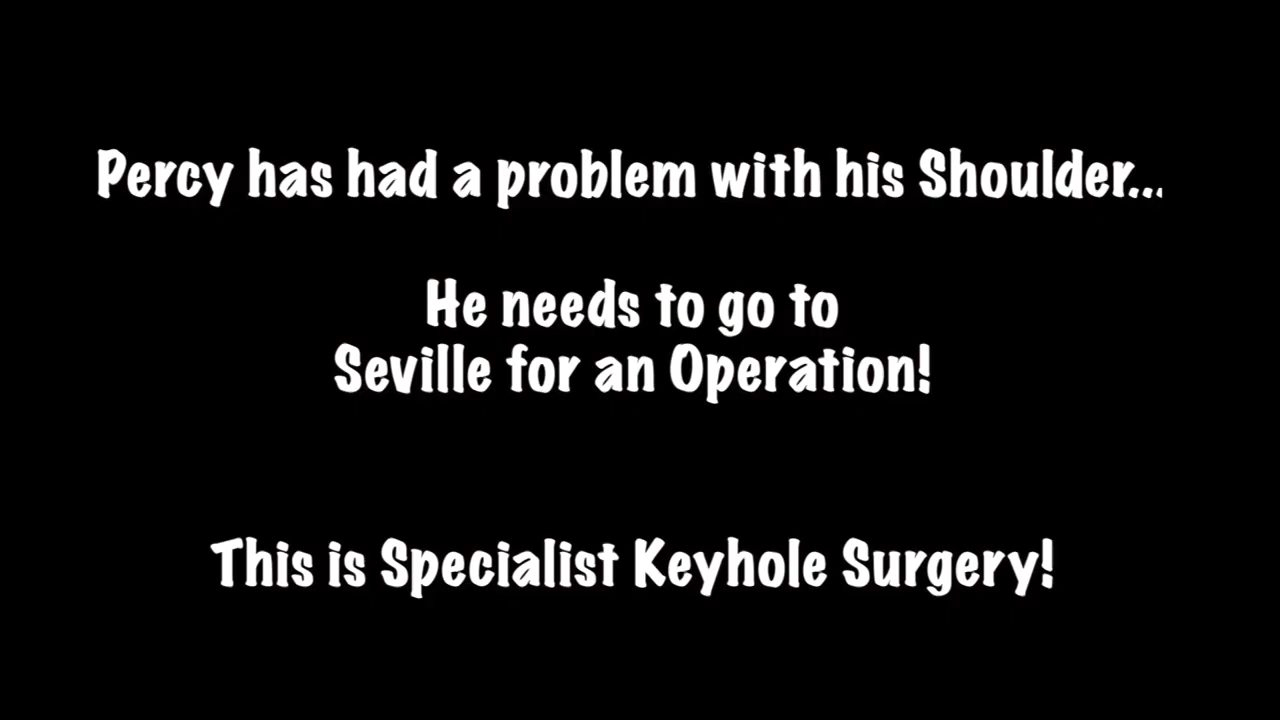 Percy has had a problem with his Shoulder...
He needs to go to
Seville for an Operation!
This is Specialist Keyhole Surgery!